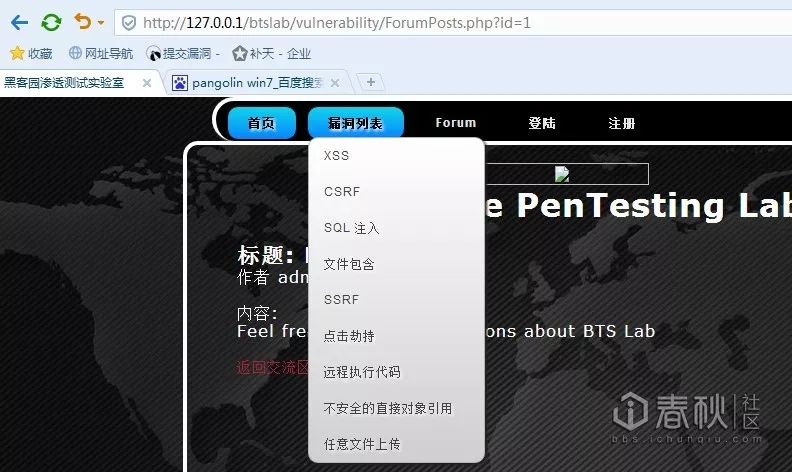 http://127.0.0.1/btslab/vulnerability/ForumPosts.php?id=1
收藏 网址导航 提交漏洞 - 补天 - 企业
黑客园渗透测试实验室 pangolin win7_百度搜索
首页 漏洞列表 Forum 登陆 注册
XSS
CSRF
e PenTesting Lab
SQL 注入
标题:
文件包含
作者 adm
SSRF
内容:
Feel fre ons about BTS Lab
点击劫持
返回交流区
远程执行代码
不安全的直接对象引用
任意文件上传
i春秋 社区
bbs.ichunqiu.com